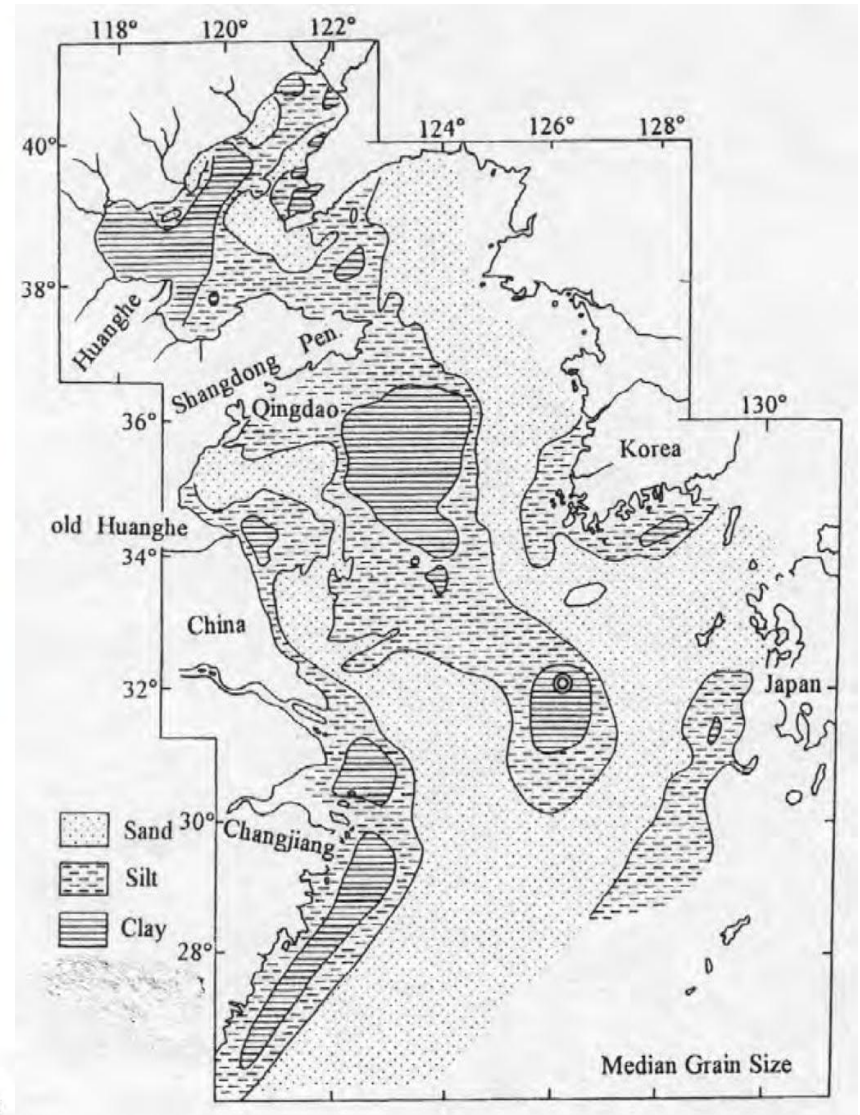 118° 120° 122°
124° 126° 128°
40°
38°
Huanghe
Shangdong Pen.
Qingdao
36°
130°
Korea
old Huanghe
34°
China
32°
Japan
Sand
30°
Changjiang
Silt
Clay
28°
Median Grain Size